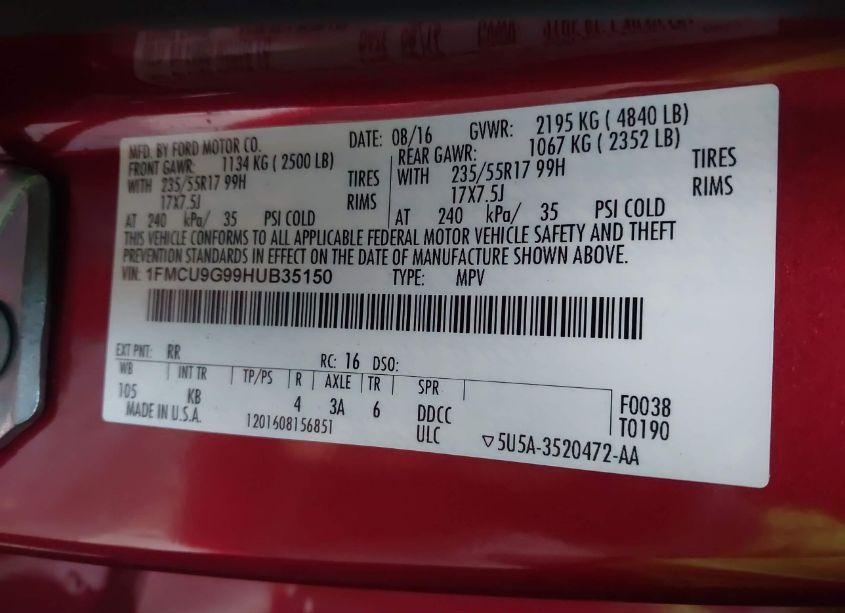 MFD. BY FORD MOTOR CO. DATE: 08/16 GVWR: 2195 KG ( 4840 LB)
FRONT GAWR: 1134 KG ( 2500 LB) REAR GAWR: 1067 KG ( 2352 LB)
WITH 235/55R17 99H TIRES WITH 235/55R17 99H TIRES
17X7.5J RIMS 17X7.5J RIMS
AT 240 kPa/ 35 PSI COLD AT 240 kPa/ 35 PSI COLD
THIS VEHICLE CONFORMS TO ALL APPLICABLE FEDERAL MOTOR VEHICLE SAFETY AND THEFT
PREVENTION STANDARDS IN EFFECT ON THE DATE OF MANUFACTURE SHOWN ABOVE.
VIN: 1FMCU9G99HUB35150 TYPE: MPV
EXT PNT: RR RC: 16 DSO:
WB INT TR TP/PS R AXLE TR SPR
105 KB 4 3A 6 DDCC F0038
MADE IN U.S.A. 1201608156851 ULC T0190
▽5U5A-3520472-AA